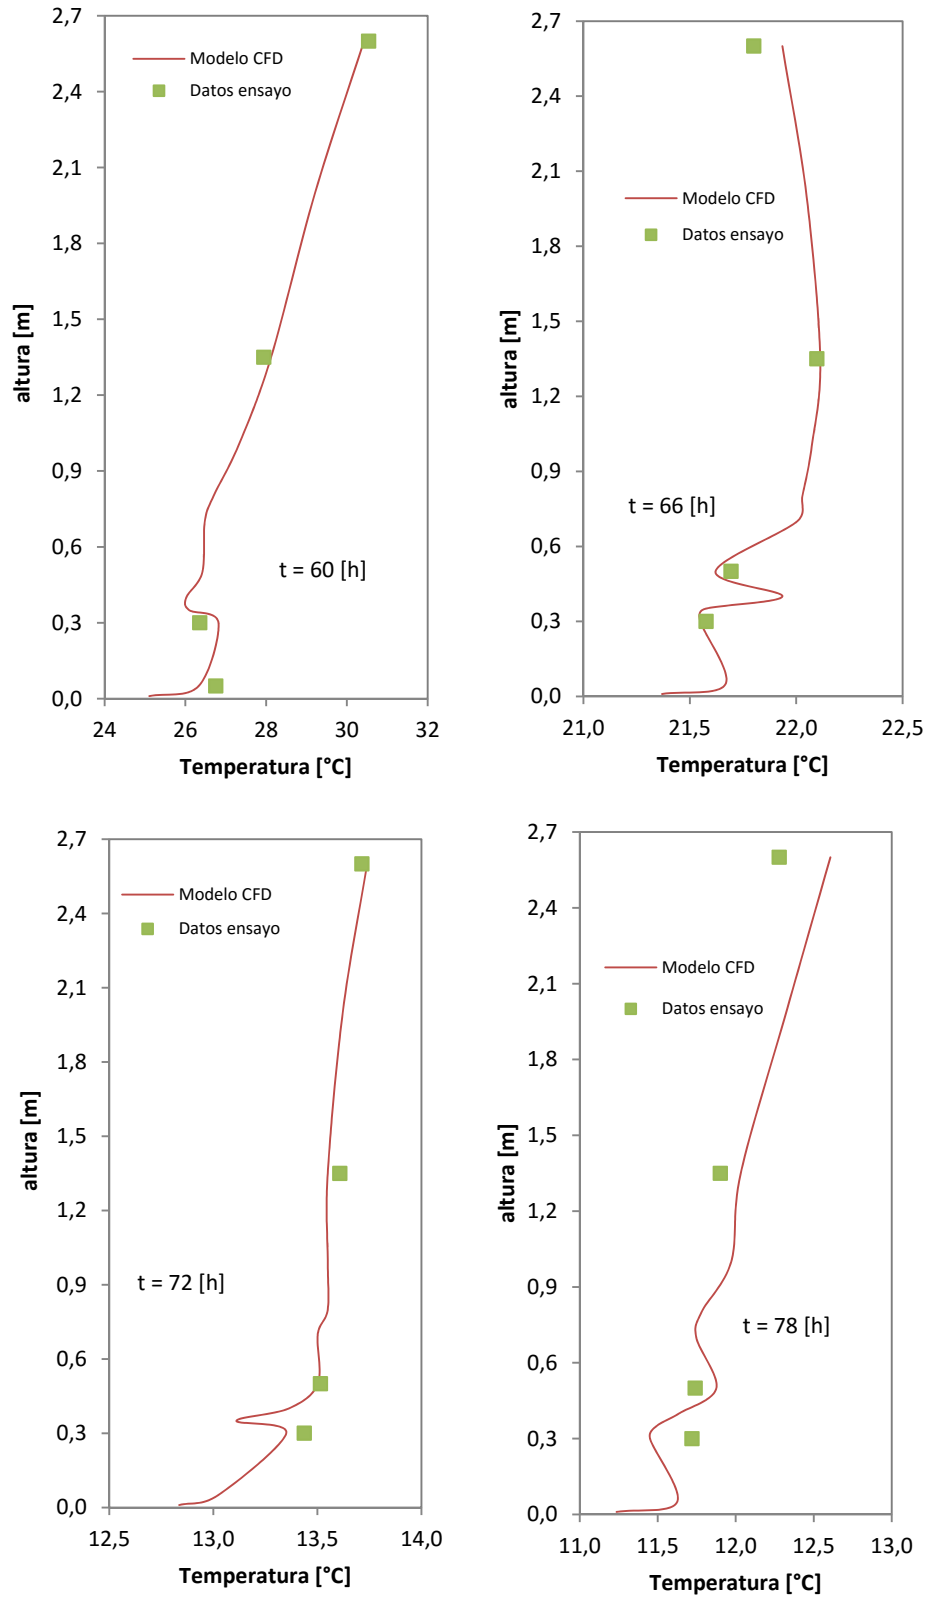 2,7
2,4
2,1
1,8
1,5
1,2
0,9
0,6
0,3
0,0
altura [m]
Modelo CFD
Datos ensayo
t = 60 [h]
24 26 28 30 32
Temperatura [°C]
2,7
2,4
2,1
1,8
1,5
1,2
0,9
0,6
0,3
0,0
altura [m]
Modelo CFD
Datos ensayo
t = 66 [h]
21,0 21,5 22,0 22,5
Temperatura [°C]
2,7
2,4
2,1
1,8
1,5
1,2
0,9
0,6
0,3
0,0
altura [m]
Modelo CFD
Datos ensayo
t = 72 [h]
12,5 13,0 13,5 14,0
Temperatura [°C]
2,7
2,4
2,1
1,8
1,5
1,2
0,9
0,6
0,3
0,0
altura [m]
Modelo CFD
Datos ensayo
t = 78 [h]
11,0 11,5 12,0 12,5 13,0
Temperatura [°C]